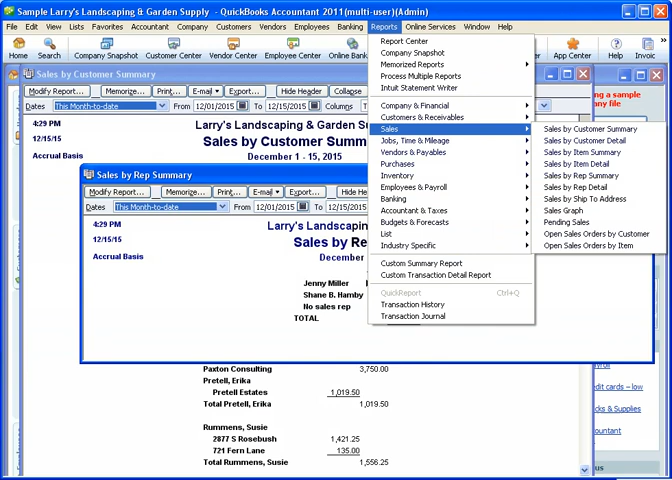 Sample Larry's Landscaping & Garden Supply - QuickBooks Accountant 2011(multi-user)(Admin)
File Edit View Lists Favorites Accountant Company Customers Vendors Employees Banking Reports Online Services Window Help
Home Company Snapshot Customer Center Vendor Center Employee App Center Help Invoic
Sales by Customer Summary
Modify Report... Memorize... Print... E-mail Export... Hide Header Collapse
Dates This Month-to-date From 12/01/2015 To 12/15/2015 Columns
4:29 PM
12/15/15
Accrual Basis
Larry's Landscaping & Garden Su
Sales by Customer Summ
December 1 - 15, 2015
Sales by Rep Summary
Modify Report... Memorize... Print... E-mail Export... Hide He
Dates This Month-to-date From 12/01/2015 To 12/15/2015
4:29 PM
12/15/15
Accrual Basis
Larry's Landscapin
Sales by Re
December
Jenny Miller
Shane B. Hamby
No sales rep
TOTAL
Paxton Consulting 3,750.00
Pretell, Erika
Pretell Estates 1,019.50
Total Pretell, Erika 1,019.50
Rummens, Susie
2877 S Rosebush 1,421.25
721 Fern Lane 135.00
Total Rummens, Susie 1,556.25
Report Center
Company Snapshot
Memorized Reports
Process Multiple Reports
Intuit Statement Writer
Company & Financial
Customers & Receivables
Sales
Jobs, Time & Mileage
Vendors & Payables
Purchases
Inventory
Employees & Payroll
Banking
Accountant & Taxes
Budgets & Forecasts
List
Industry Specific
Custom Summary Report
Custom Transaction Detail Report
QuickReport Ctrl+Q
Transaction History
Transaction Journal
Sales by Customer Summary
Sales by Customer Detail
Sales by Item Summary
Sales by Item Detail
Sales by Rep Summary
Sales by Rep Detail
Sales by Ship To Address
Sales Graph
Pending Sales
Open Sales Orders by Customer
Open Sales Orders by Item
ng a sample
any file
ayroll
edit cards – low
cks & Supplies
ccountant
us